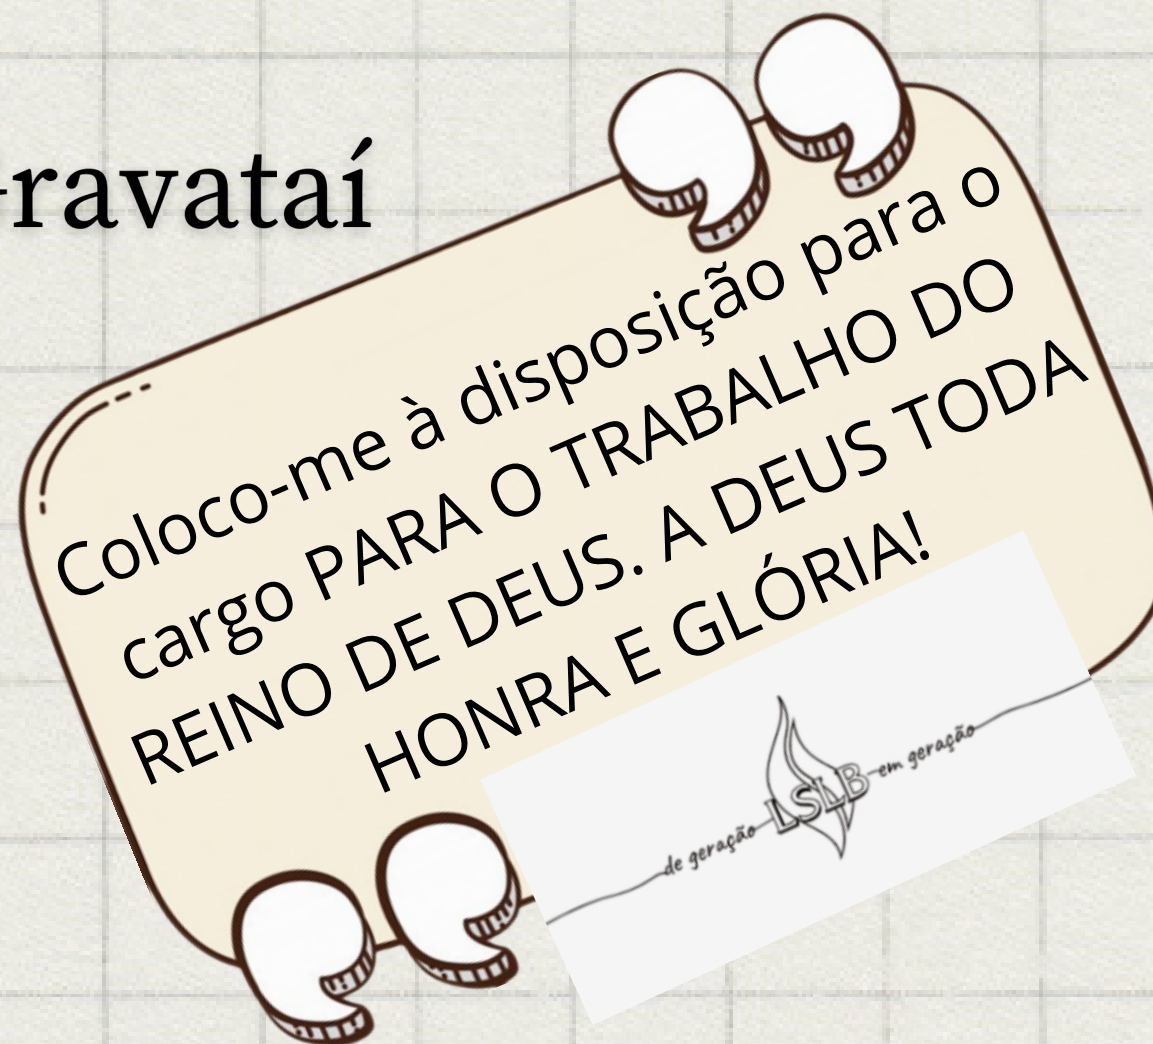 ravataí
Coloco-me à disposição para o
cargo PARA O TRABALHO DO
REINO DE DEUS. A DEUS TODA
HONRA E GLÓRIA!
de geração LSLB em geração